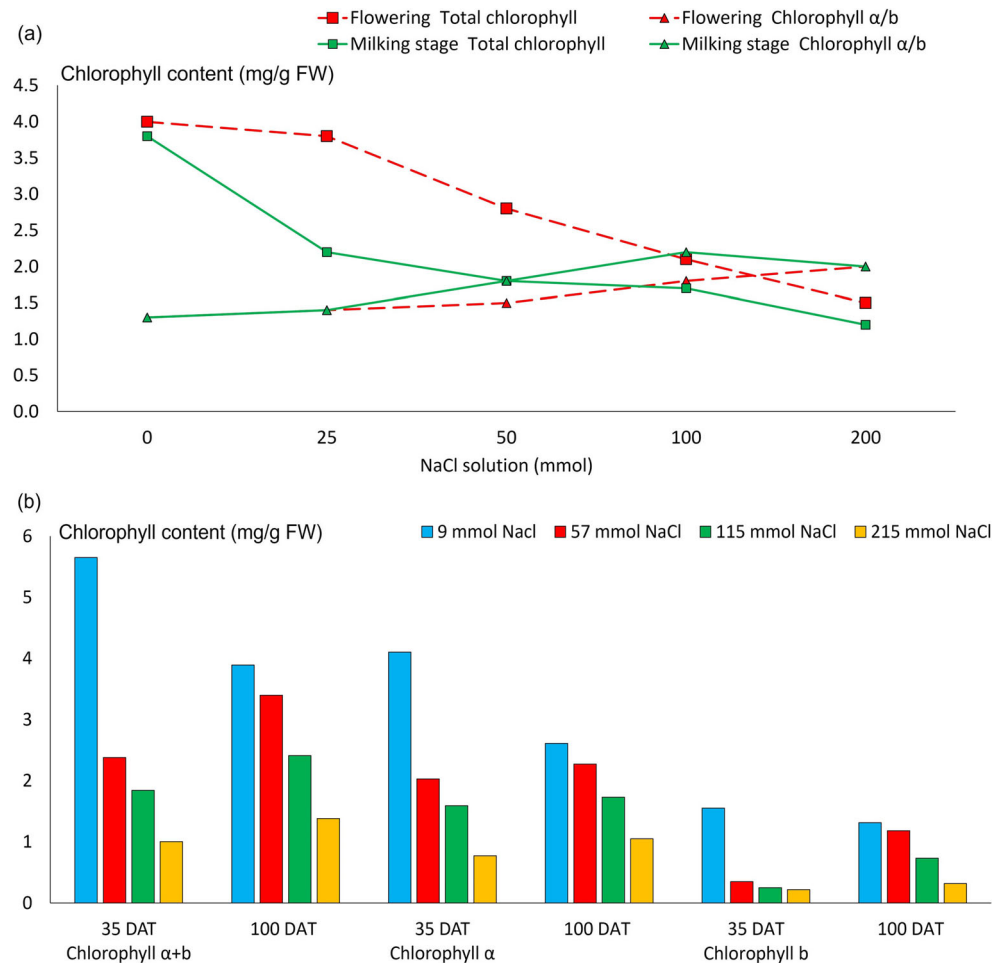 (a)
Flowering Total chlorophyll
Flowering Chlorophyll α/b
Milking stage Total chlorophyll
Milking stage Chlorophyll α/b
Chlorophyll content (mg/g FW)
4.5
4.0
3.5
3.0
2.5
2.0
1.5
1.0
0.5
0.0
0 25 50 100 200
NaCl solution (mmol)
(b)
Chlorophyll content (mg/g FW)
9 mmol NaCl 57 mmol NaCl 115 mmol NaCl 215 mmol NaCl
6
5
4
3
2
1
0
35 DAT 100 DAT 35 DAT 100 DAT 35 DAT 100 DAT
Chlorophyll α+b Chlorophyll α Chlorophyll b